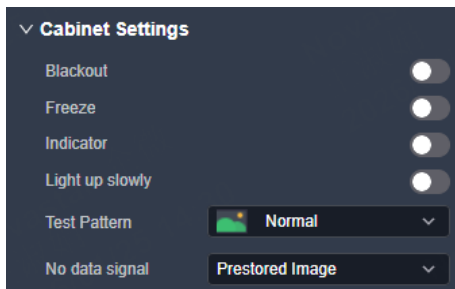 Cabinet Settings
Blackout
Freeze
Indicator
Light up slowly
Test Pattern Normal
No data signal Prestored Image